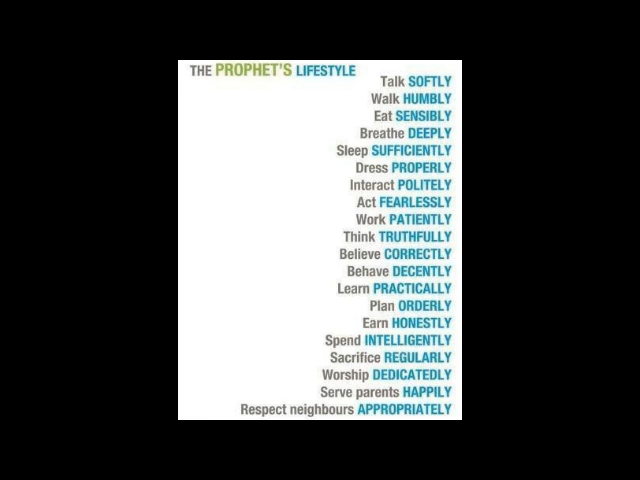 THE PROPHET'S LIFESTYLE
Talk SOFTLY
Walk HUMBLY
Eat SENSIBLY
Breathe DEEPLY
Sleep SUFFICIENTLY
Dress PROPERLY
Interact POLITELY
Act FEARLESSLY
Work PATIENTLY
Think TRUTHFULLY
Believe CORRECTLY
Behave DECENTLY
Learn PRACTICALLY
Plan ORDERLY
Earn HONESTLY
Spend INTELLIGENTLY
Sacrifice REGULARLY
Worship DEDICATEDLY
Serve parents HAPPILY
Respect neighbours APPROPRIATELY